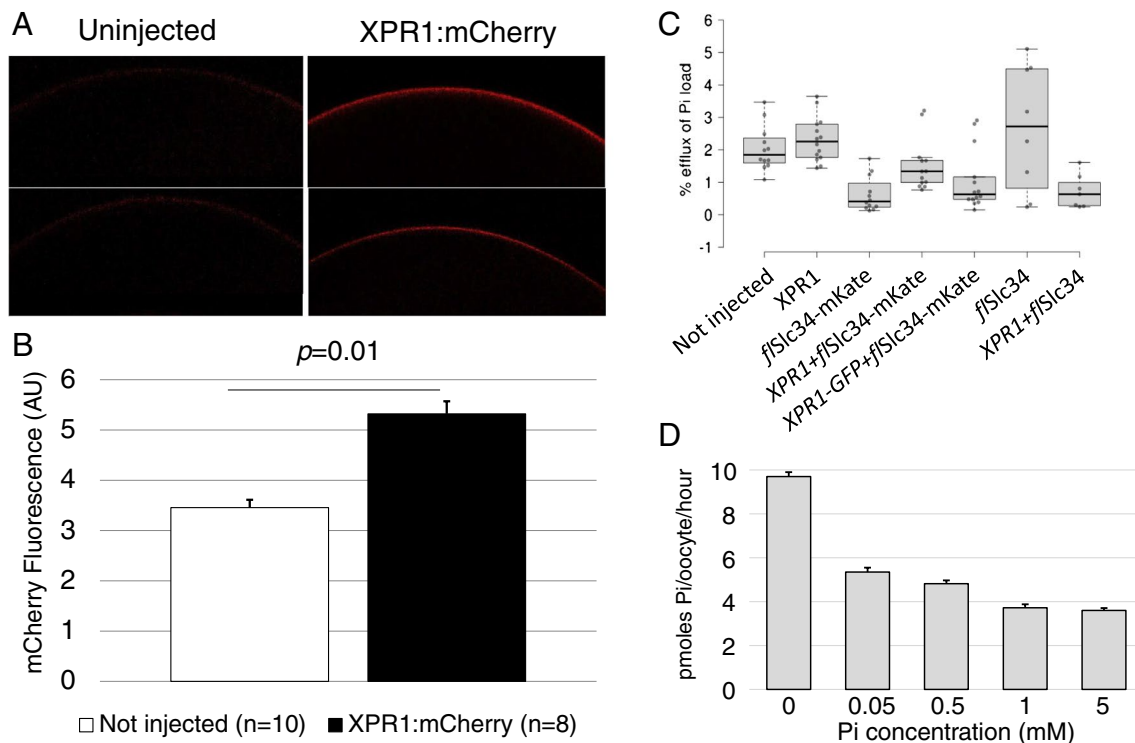 A
Uninjected
XPR1:mCherry
B
p=0.01
mCherry Fluorescence (AU)
6
5
4
3
2
1
0
Not injected (n=10)
XPR1:mCherry (n=8)
C
% efflux of Pi load
6
5
4
3
2
1
0
-1
Not injected
XPR1
flSlc34-mKate
XPR1+flSlc34-mKate
XPR1-GFP+flSlc34-mKate
flSlc34
XPR1+flSlc34
D
pmoles Pi/oocyte/hour
10
8
6
4
2
0
0 0.05 0.5 1 5
Pi concentration (mM)